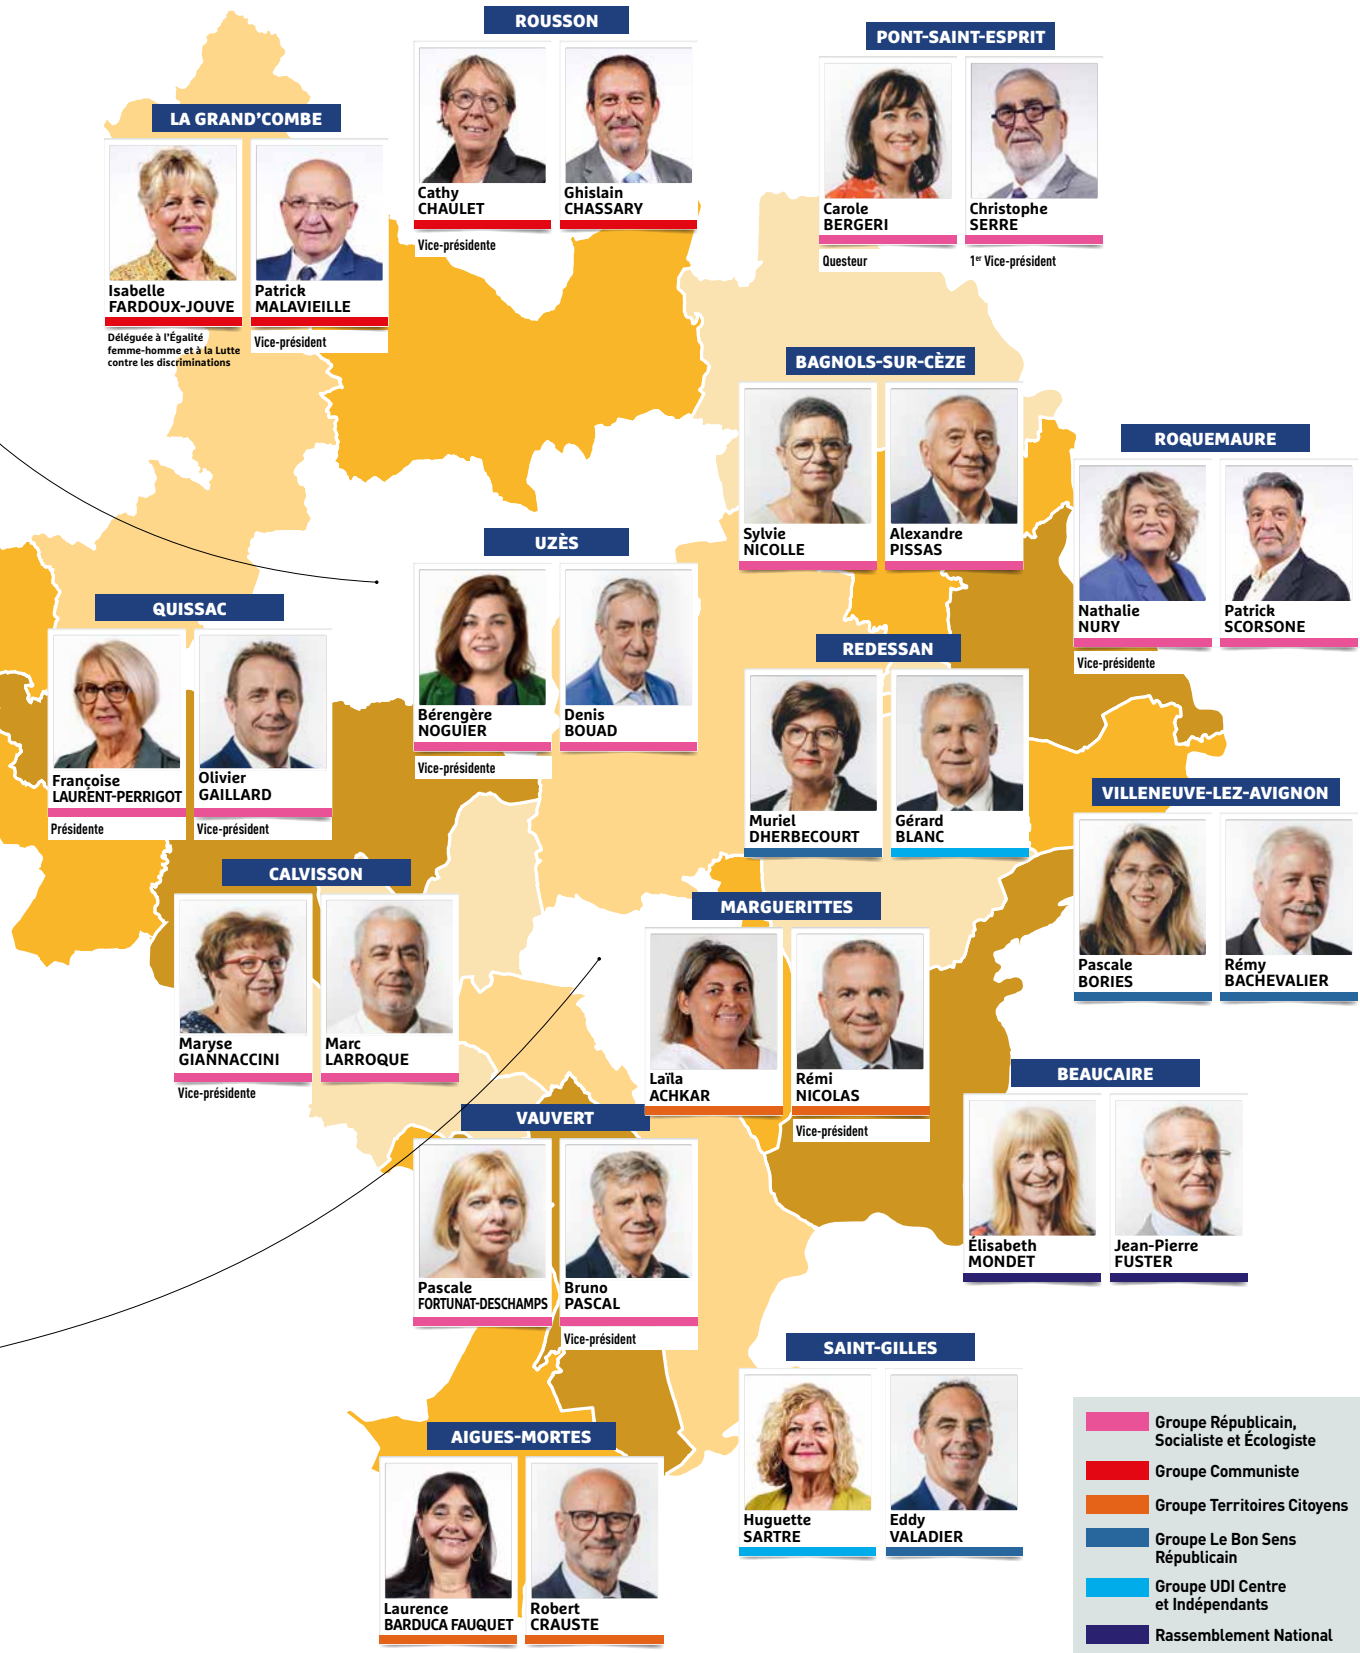 ROUSSON
Cathy
CHAULET
Vice-présidente
Ghislain
CHASSARY
PONT-SAINT-ESPRIT
Carole
BERGERI
Questeur
Christophe
SERRE
1er Vice-président
LA GRAND'COMBE
Isabelle
FARDOUX-JOUVE
Déléguée à l'Égalité
femme-homme et à la Lutte
contre les discriminations
Patrick
MALAVIEILLE
Vice-président
BAGNOLS-SUR-CÈZE
Sylvie
NICOLLE
Alexandre
PISSAS
ROQUEMAURE
Nathalie
NURY
Vice-présidente
Patrick
SCORSONE
UZÈS
Bérengère
NOGUIER
Vice-présidente
Denis
BOUAD
QUISSAC
Françoise
LAURENT-PERRIGOT
Présidente
Olivier
GAILLARD
Vice-président
REDESSAN
Muriel
DHERBECOURT
Gérard
BLANC
VILLENEUVE-LEZ-AVIGNON
Pascale
BORIES
Rémy
BACHEVALIER
CALVISSON
Maryse
GIANNACCINI
Vice-présidente
Marc
LARROQUE
MARGUERITTES
Laïla
ACHKAR
Rémi
NICOLAS
Vice-président
BEAUCAIRE
Élisabeth
MONDET
Jean-Pierre
FUSTER
VAUVERT
Pascale
FORTUNAT-DESCHAMPS
Bruno
PASCAL
Vice-président
SAINT-GILLES
Huguette
SARTRE
Eddy
VALADIER
AIGUES-MORTES
Laurence
BARDUCA FAUQUET
Robert
CRAUSTE
Groupe Républicain,
Socialiste et Écologiste
Groupe Communiste
Groupe Territoires Citoyens
Groupe Le Bon Sens
Républicain
Groupe UDI Centre
et Indépendants
Rassemblement National